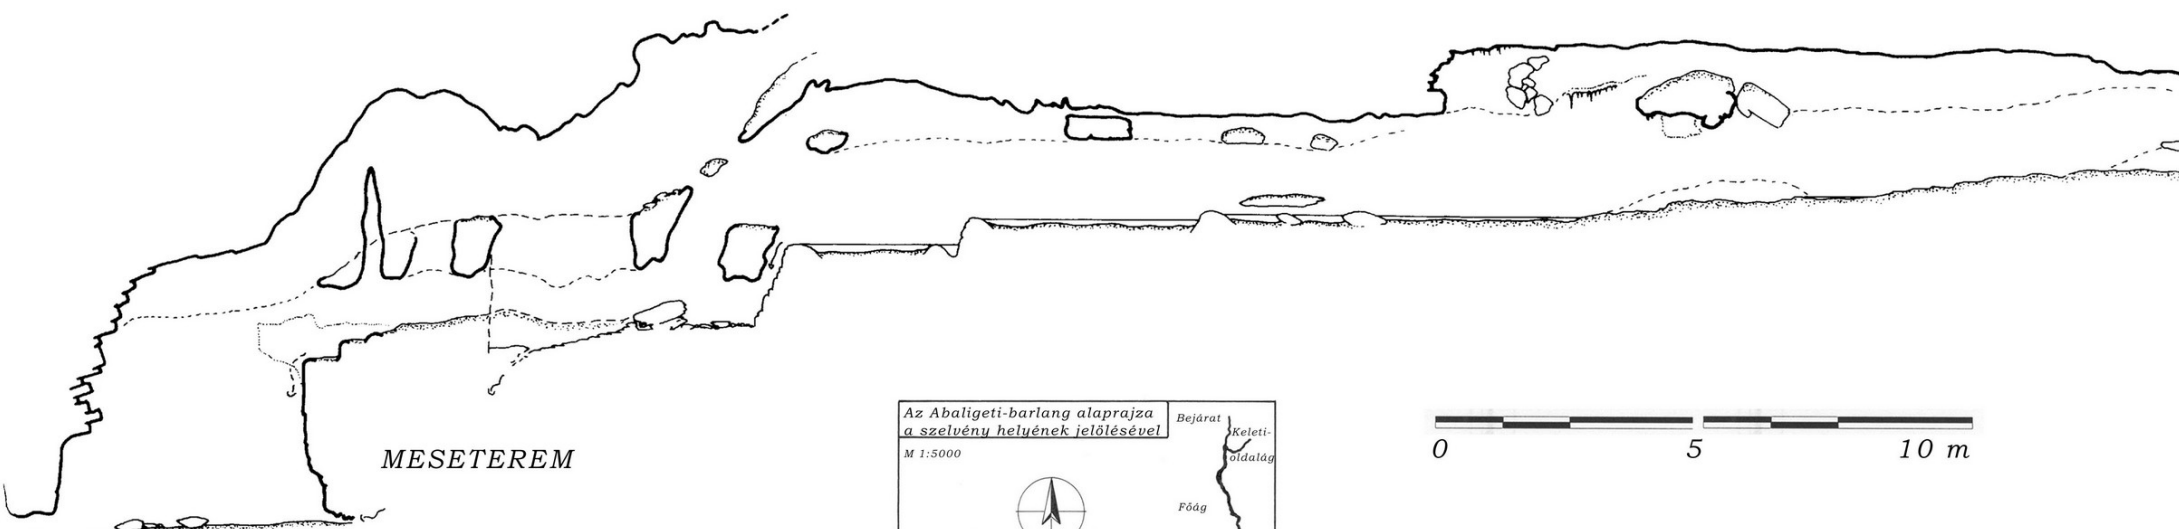 MESETEREM
Az Abaligeti-barlang alaprajza
a szelvény helyének jelölésével
M 1:5000
Bejárat
Keleti-
oldalág
Főág
0 5 10 m